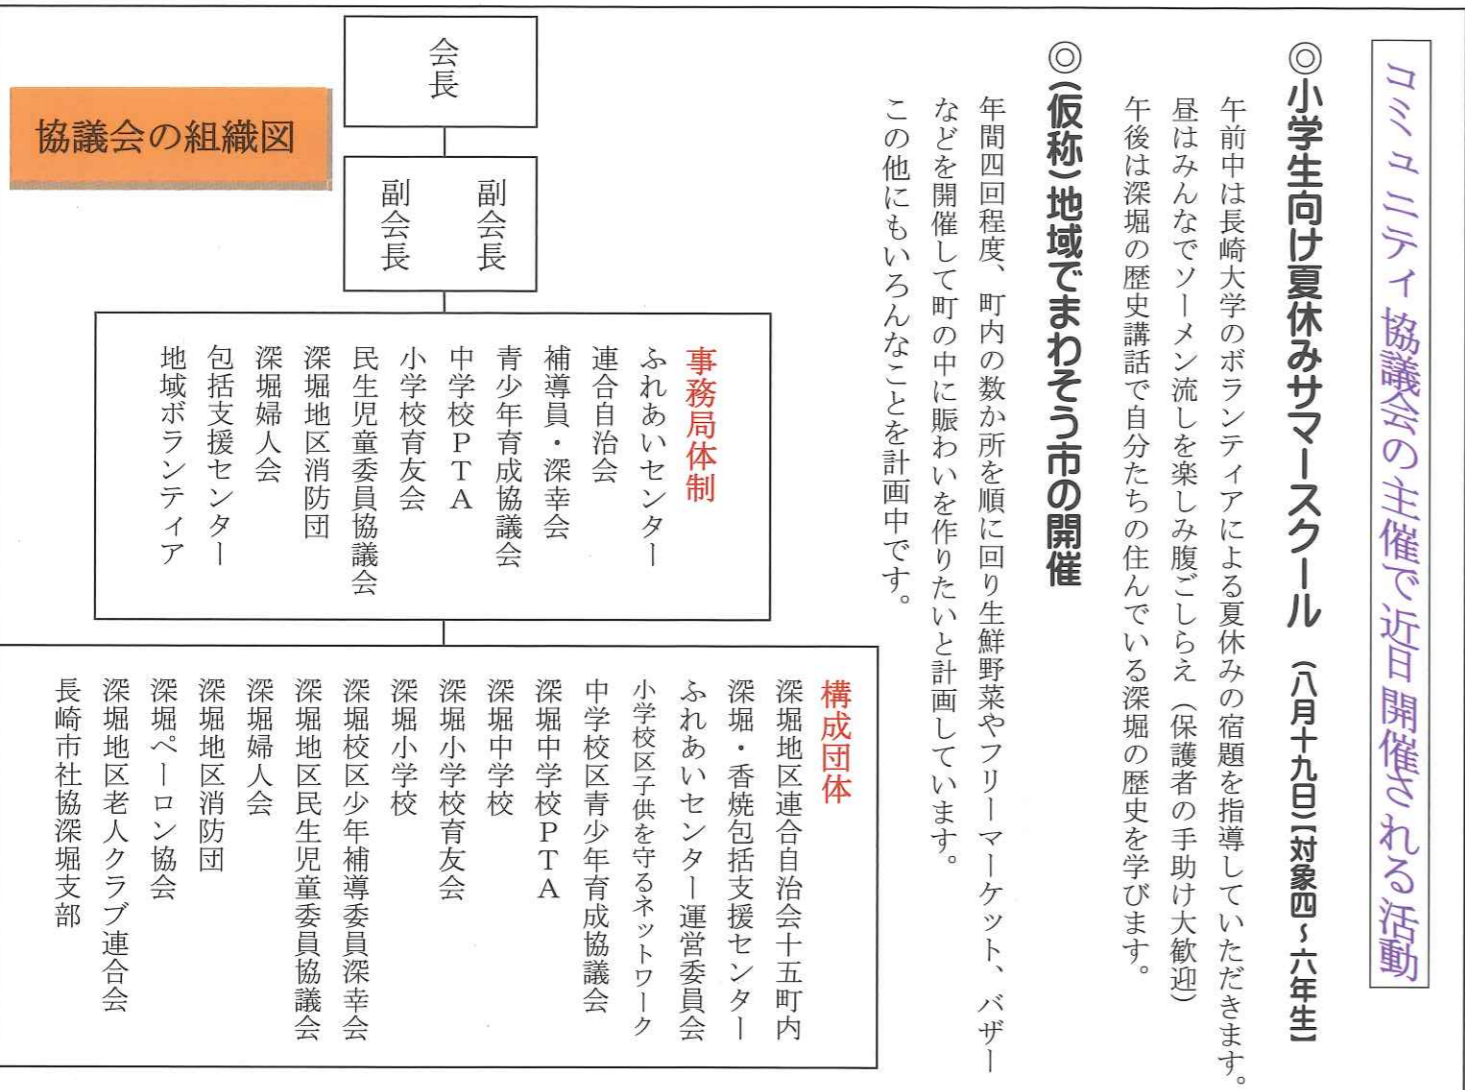 コミュニティ協議会の主催で近日開催される活動
◎小学生向け夏休みサマースクール (八月十九日)【対象四~六年生】
午前中は長崎大学のボランティアによる夏休みの宿題を指導していただきます。
昼はみんなでソーメン流しを楽しみ腹ごしらえ(保護者の手助け大歓迎)
午後は深堀の歴史講話で自分たちの住んでいる深堀の歴史を学びます。
◎(仮称)地域でまわそう市の開催
年間四回程度、町内の数か所を順に回り生鮮野菜やフリーマーケット、バザー
などを開催して町の中に賑わいを作りたいと計画しています。
この他にもいろんなことを計画中です。
協議会の組織図
会長
副会長
副会長
事務局体制
ふれあいセンター
連合自治会
補導員・深幸会
青少年育成協議会
中学校PTA
小学校育友会
民生児童委員協議会
深堀地区消防団
深堀婦人会
包括支援センター
地域ボランティア
構成団体
深堀地区連合自治会十五町内
深堀・香焼包括支援センター
ふれあいセンター運営委員会
小学校区子供を守るネットワーク
中学校区青少年育成協議会
深堀中学校PTA
深堀中学校
深堀小学校育友会
深堀小学校
深堀校区少年補導委員深幸会
深堀地区民生児童委員協議会
深堀婦人会
深堀地区消防団
深堀ペーロン協会
深堀地区老人クラブ連合会
長崎市社協深堀支部